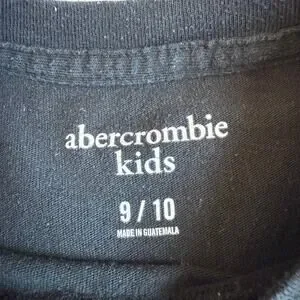 abercrombie
kids
9 / 10
MADE IN GUATEMALA